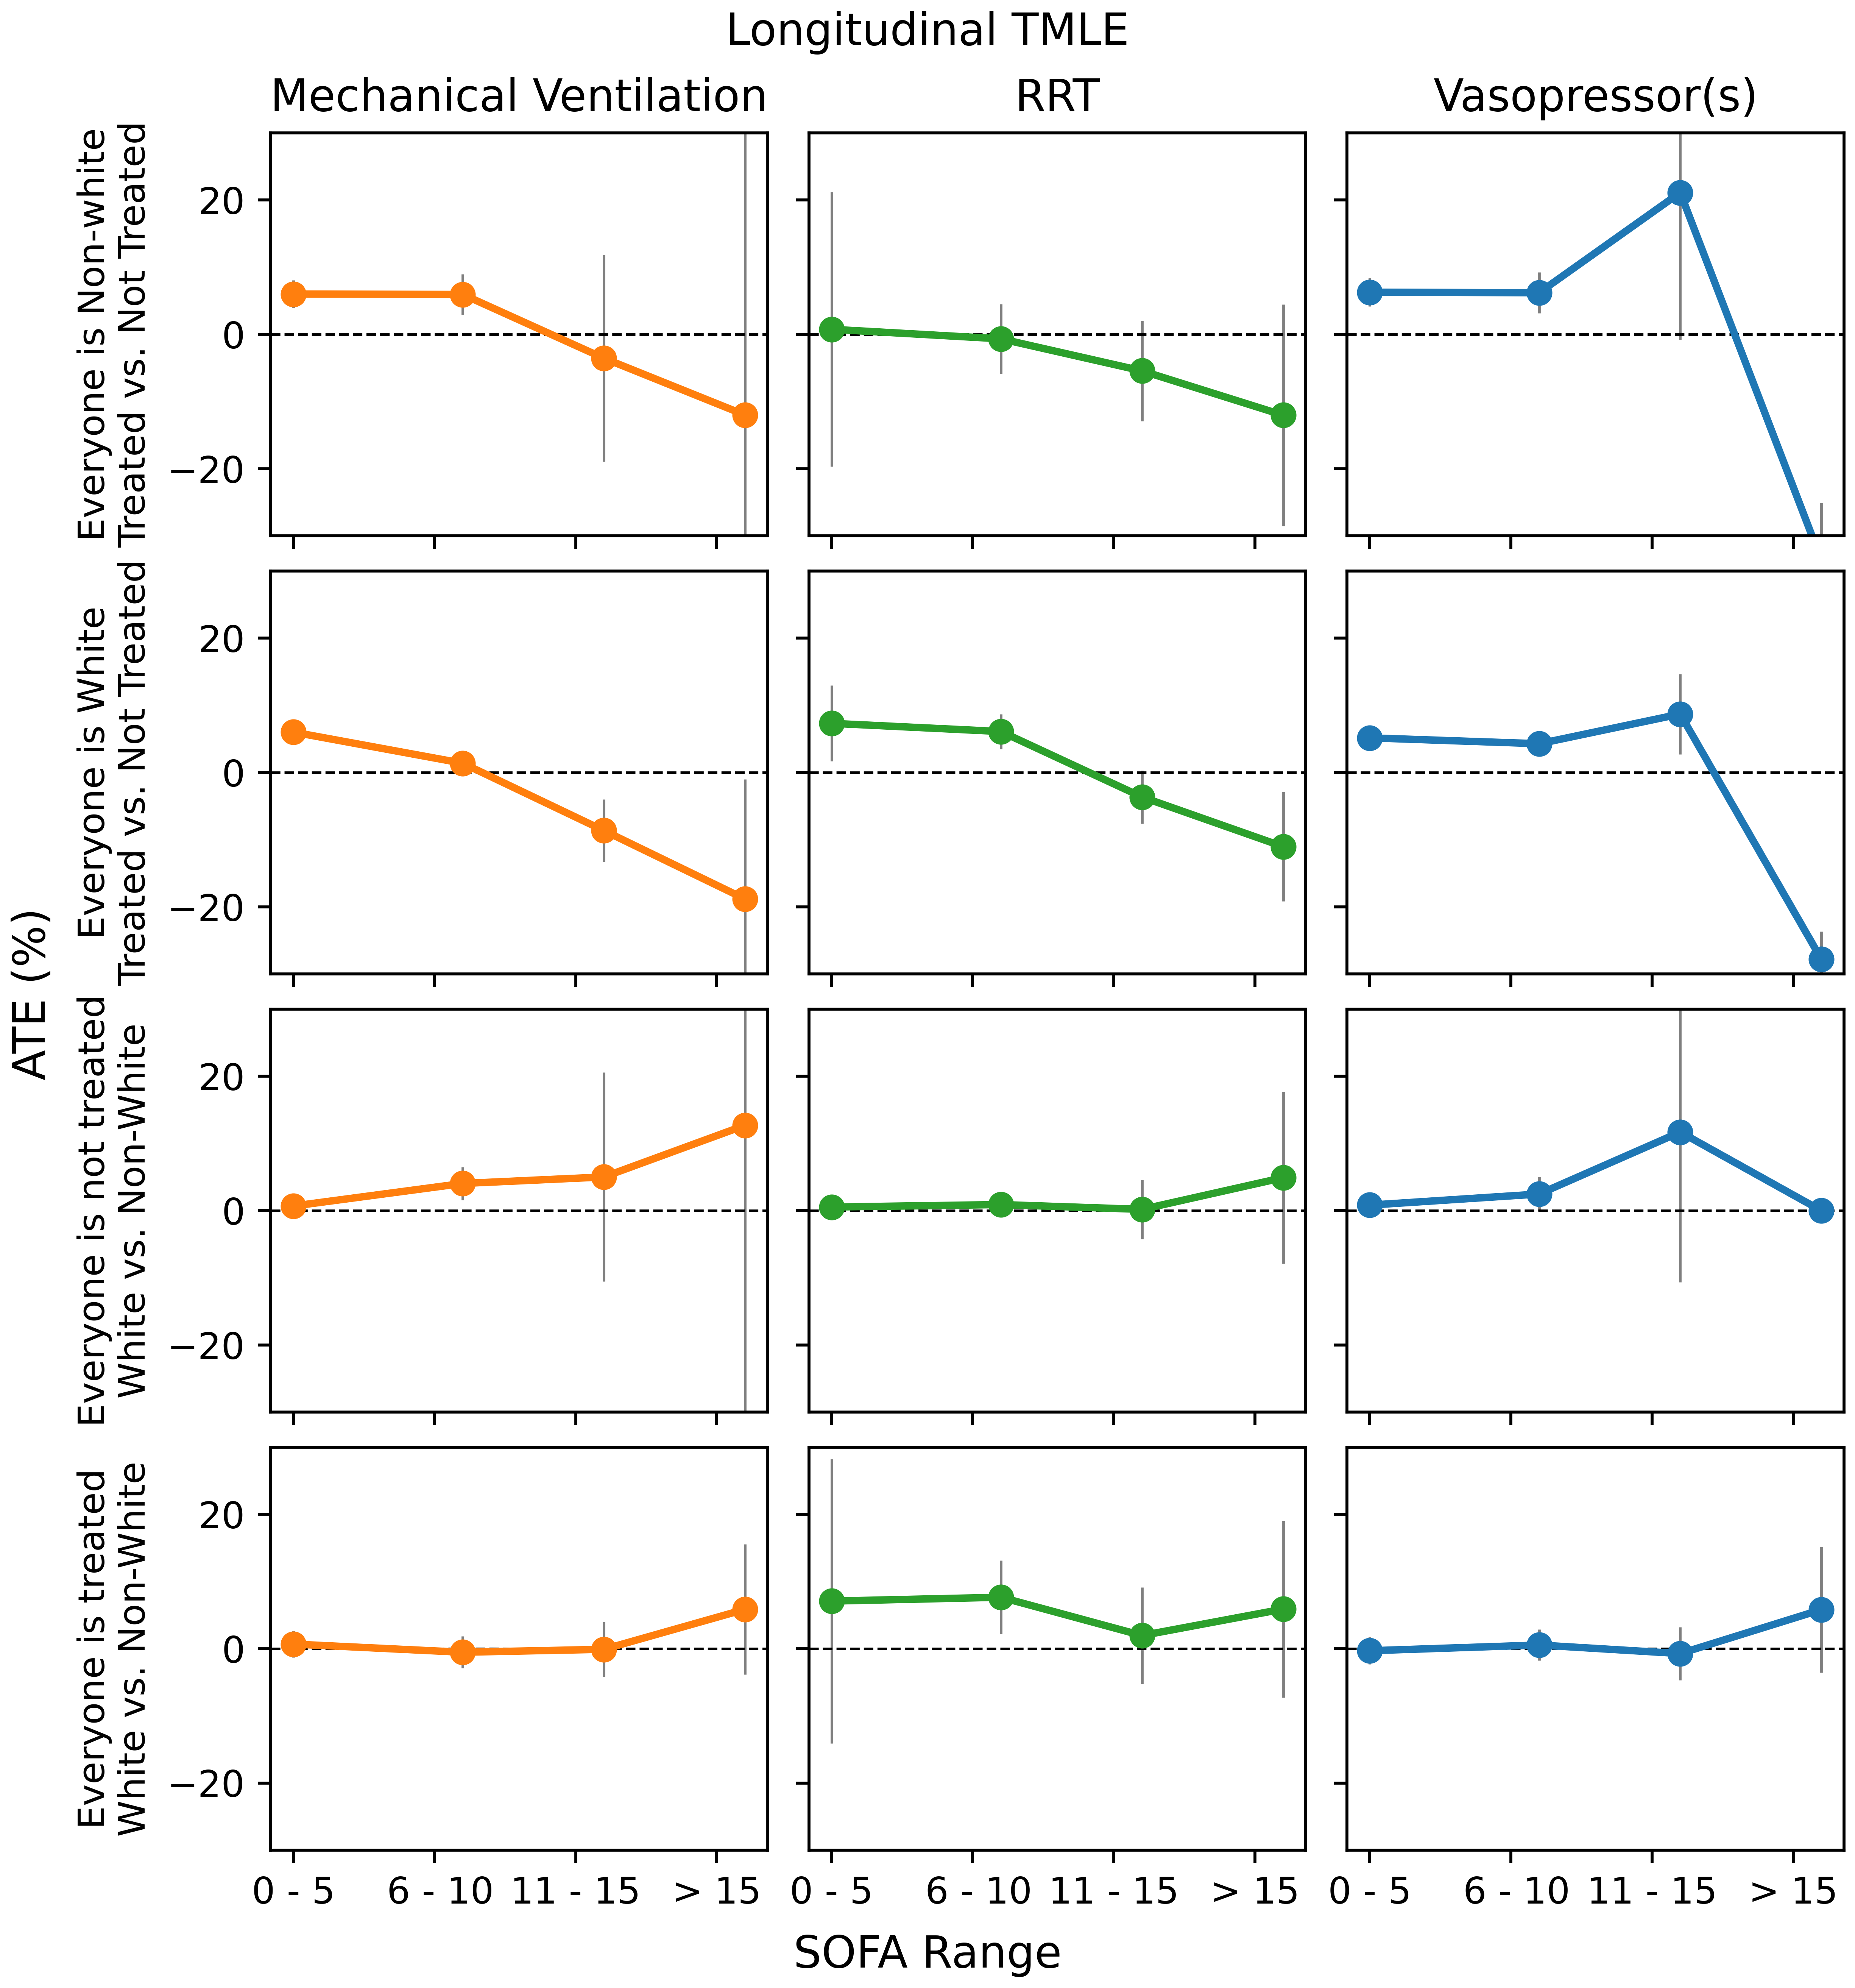 Longitudinal TMLE
Mechanical Ventilation
RRT
Vasopressor(s)
ATE (%)
Everyone is Non-white
Treated vs. Not Treated
20
0
−20
Everyone is White
Treated vs. Not Treated
20
0
−20
Everyone is not treated
White vs. Non-White
20
0
−20
Everyone is treated
White vs. Non-White
20
0
−20
0 - 5 6 - 10 11 - 15 > 15
0 - 5 6 - 10 11 - 15 > 15
0 - 5 6 - 10 11 - 15 > 15
SOFA Range